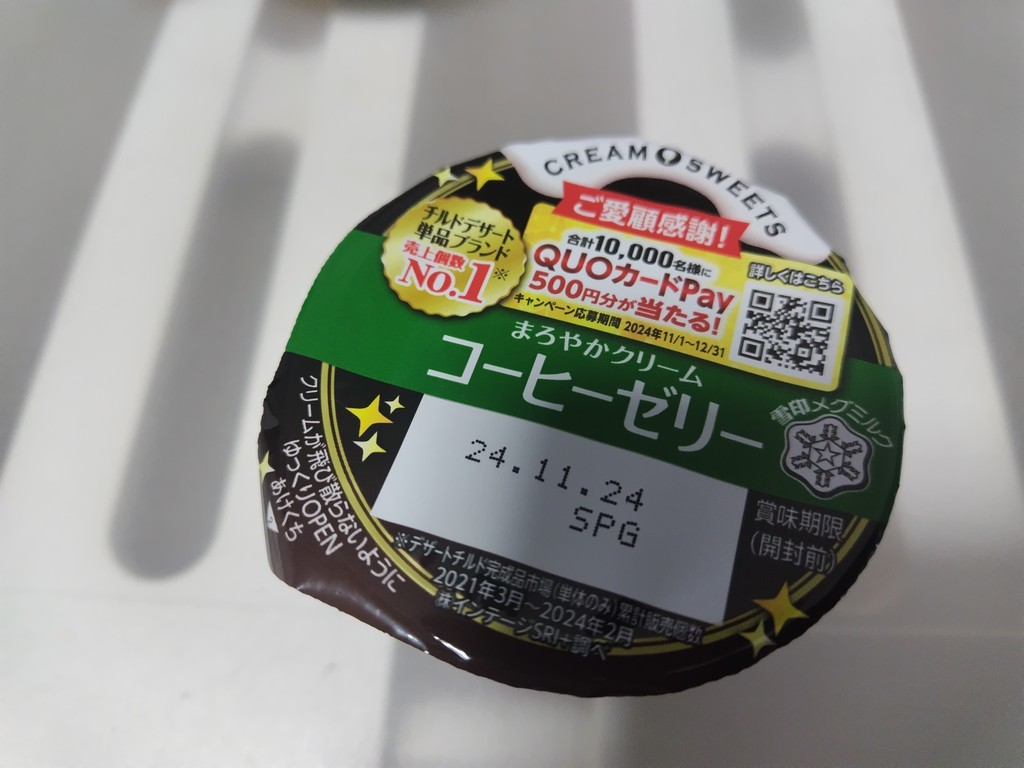 CREAM SWEETS
ご愛顧感謝!
合計10,000名様に
QUOカードPay
500円分が当たる!
キャンペーン応募期間 2024年11/1~12/31
詳しくはこちら
チルドデザート
単品ブランド
売上個数
No.1※
まろやかクリーム
コーヒーゼリー
雪印メグミルク
24.11.24
SPG
賞味期限
(開封前)
クリームが飛び散らないように
ゆっくりOPEN
あけくち
※デザートチルド完成品市場(単体のみ)累計販売個数
2021年3月~2024年2月
㈱インテージSRI+調べ